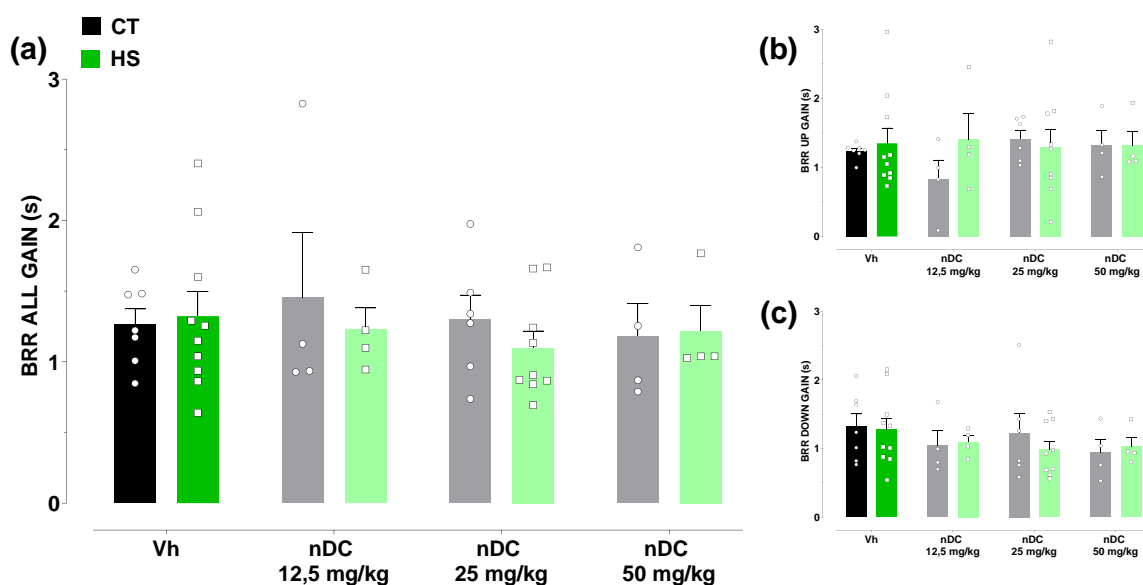 CT
HS
(a)
BRR ALL GAIN (s)
3
2
1
0
Vh
nDC
12,5 mg/kg
nDC
25 mg/kg
nDC
50 mg/kg
(b)
BRR UP GAIN (s)
3
2
1
0
Vh
nDC
12,5 mg/kg
nDC
25 mg/kg
nDC
50 mg/kg
(c)
BRR DOWN GAIN (s)
3
2
1
0
Vh
nDC
12,5 mg/kg
nDC
25 mg/kg
nDC
50 mg/kg